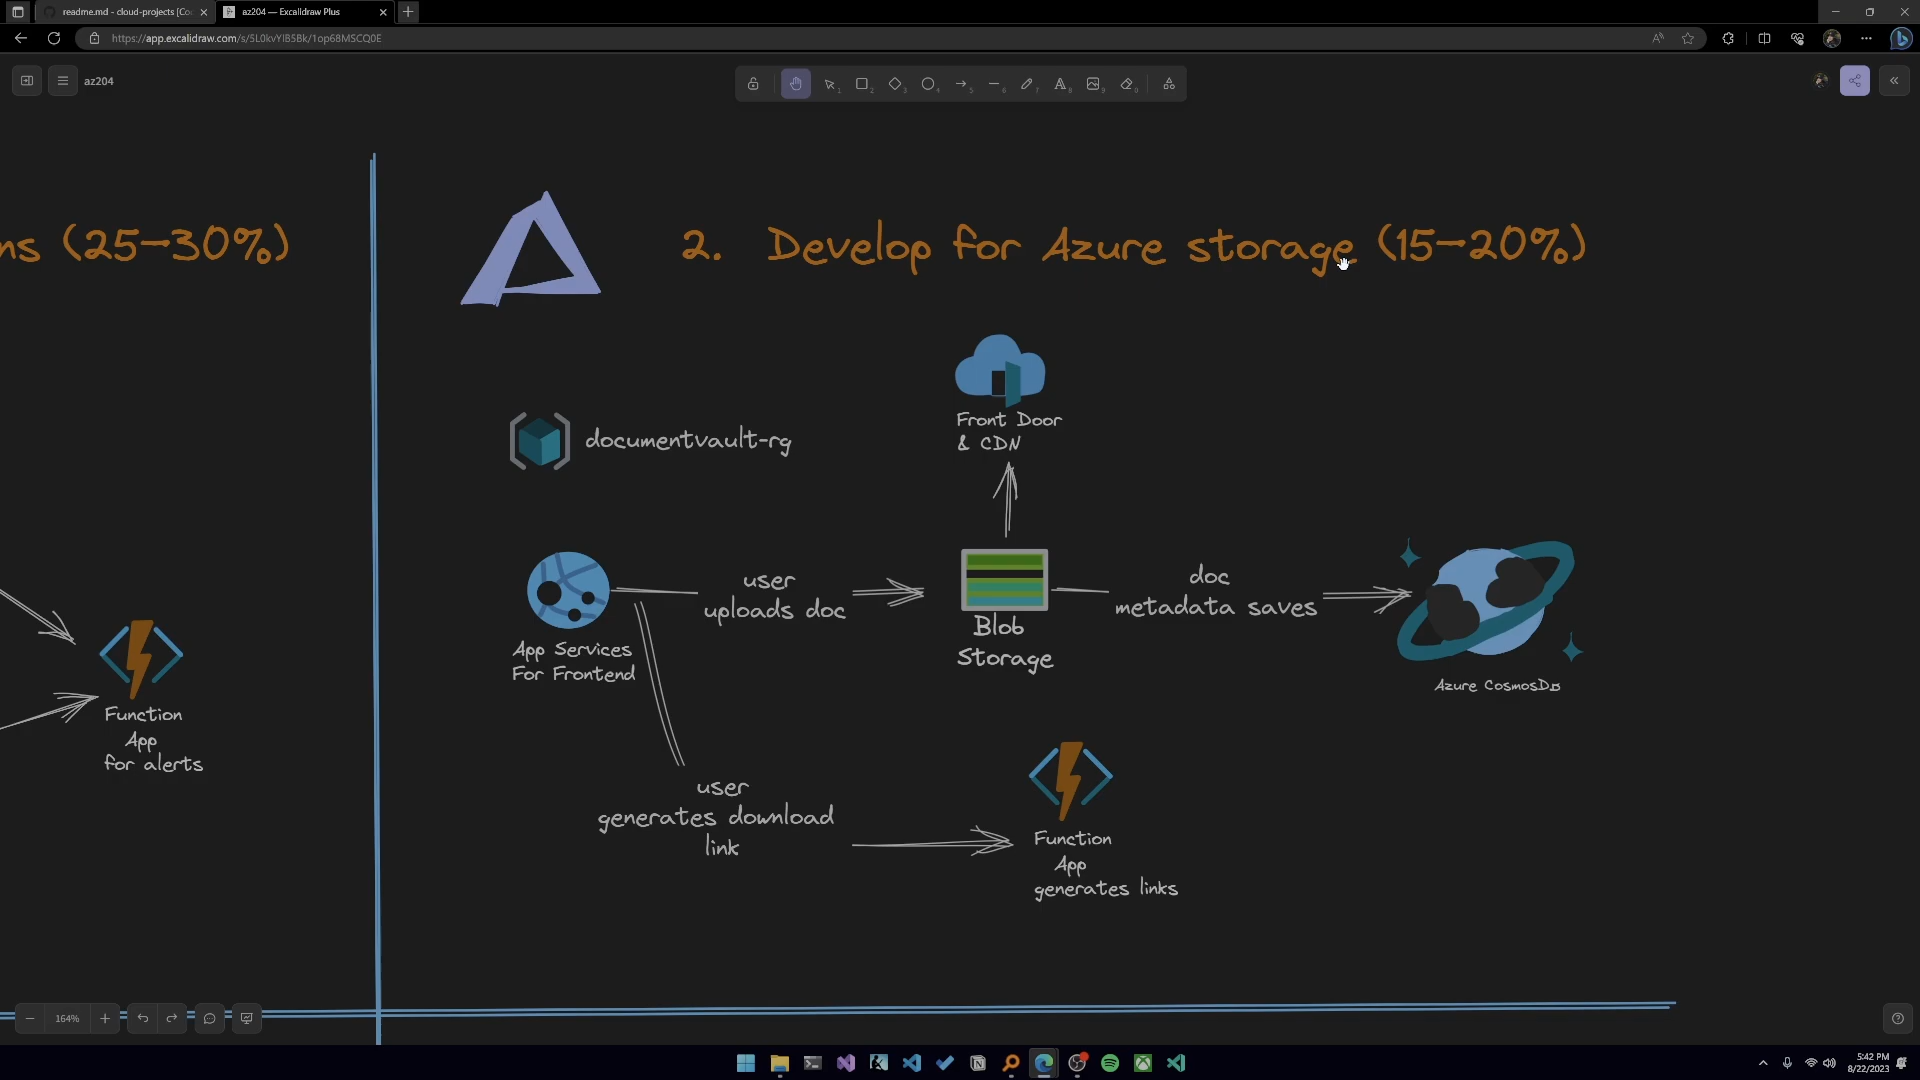 readme.md - cloud-projects [Co
az204 — Excalidraw Plus
https://app.excalidraw.com/s/5L0kvYIB5Bk/1op68MSCQ0E
az204
ns (25-30%)
2. Develop for Azure storage (15-20%)
Front Door
& CDN
documentvault-rg
user
uploads doc
doc
metadata saves
Blob
Storage
App Services
For Frontend
Azure CosmosDB
Function
App
for alerts
user
generates download
link
Function
App
generates links
164%
5:42 PM
8/22/2023